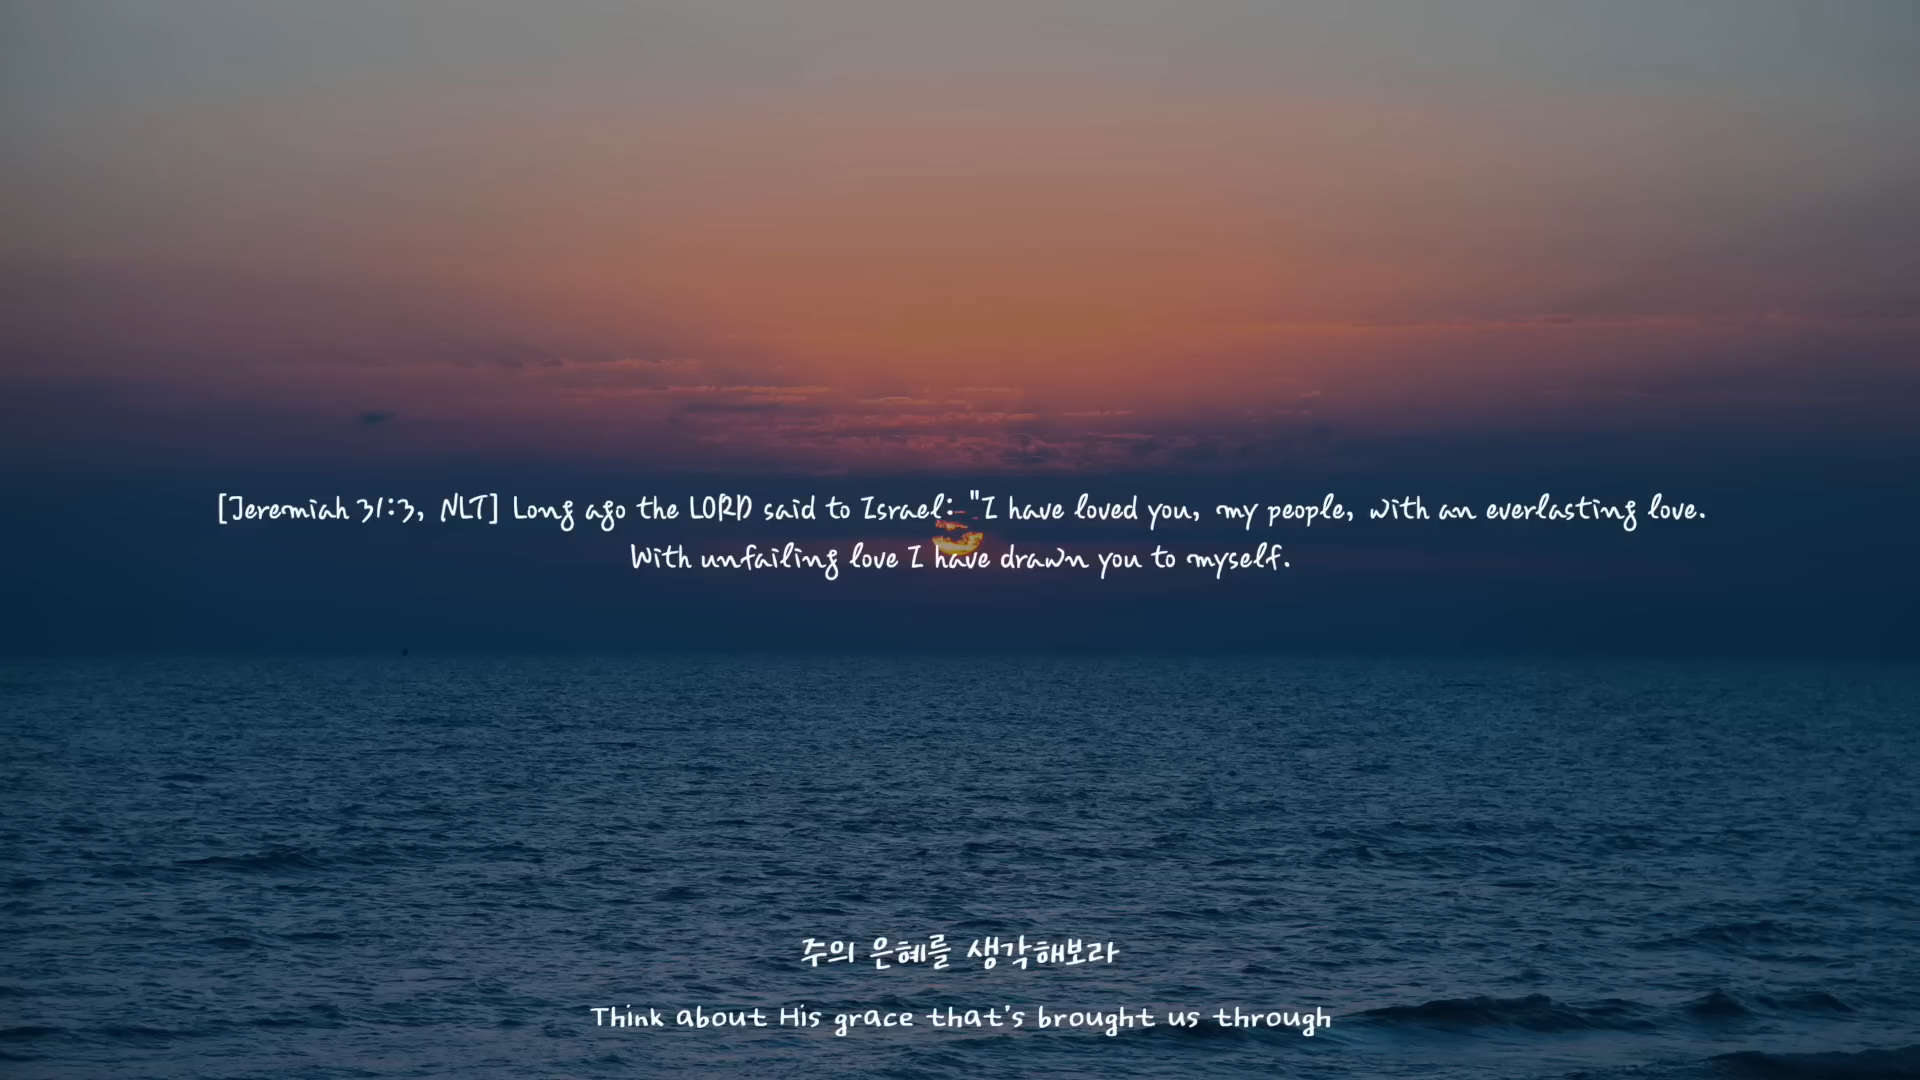 [Jeremiah 31:3, NLT] Long ago the LORD said to Israel: "I have loved you, my people, with an everlasting love.
With unfailing love I have drawn you to myself.
주의 은혜를 생각해보라
Think about His grace that's brought us through